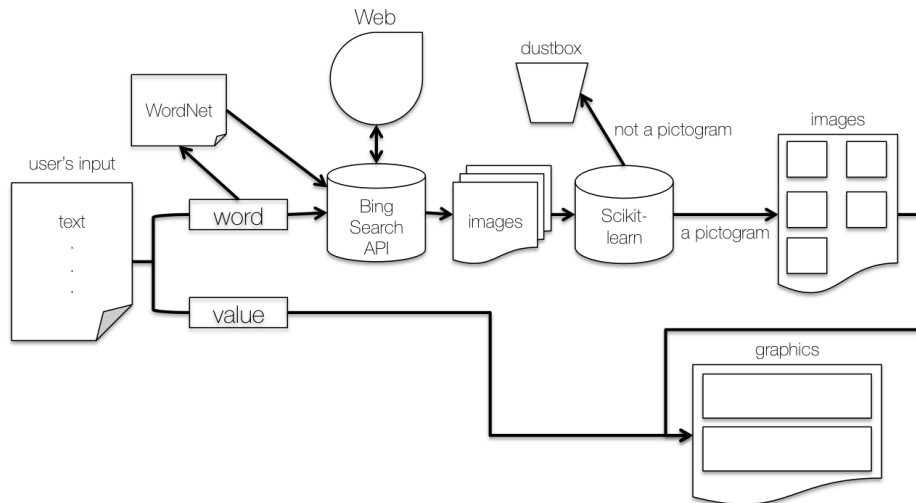 Web
dustbox
WordNet
not a pictogram
images
user's input
text
.
.
.
word
Bing
Search
API
images
Scikit-
learn
a pictogram
value
graphics